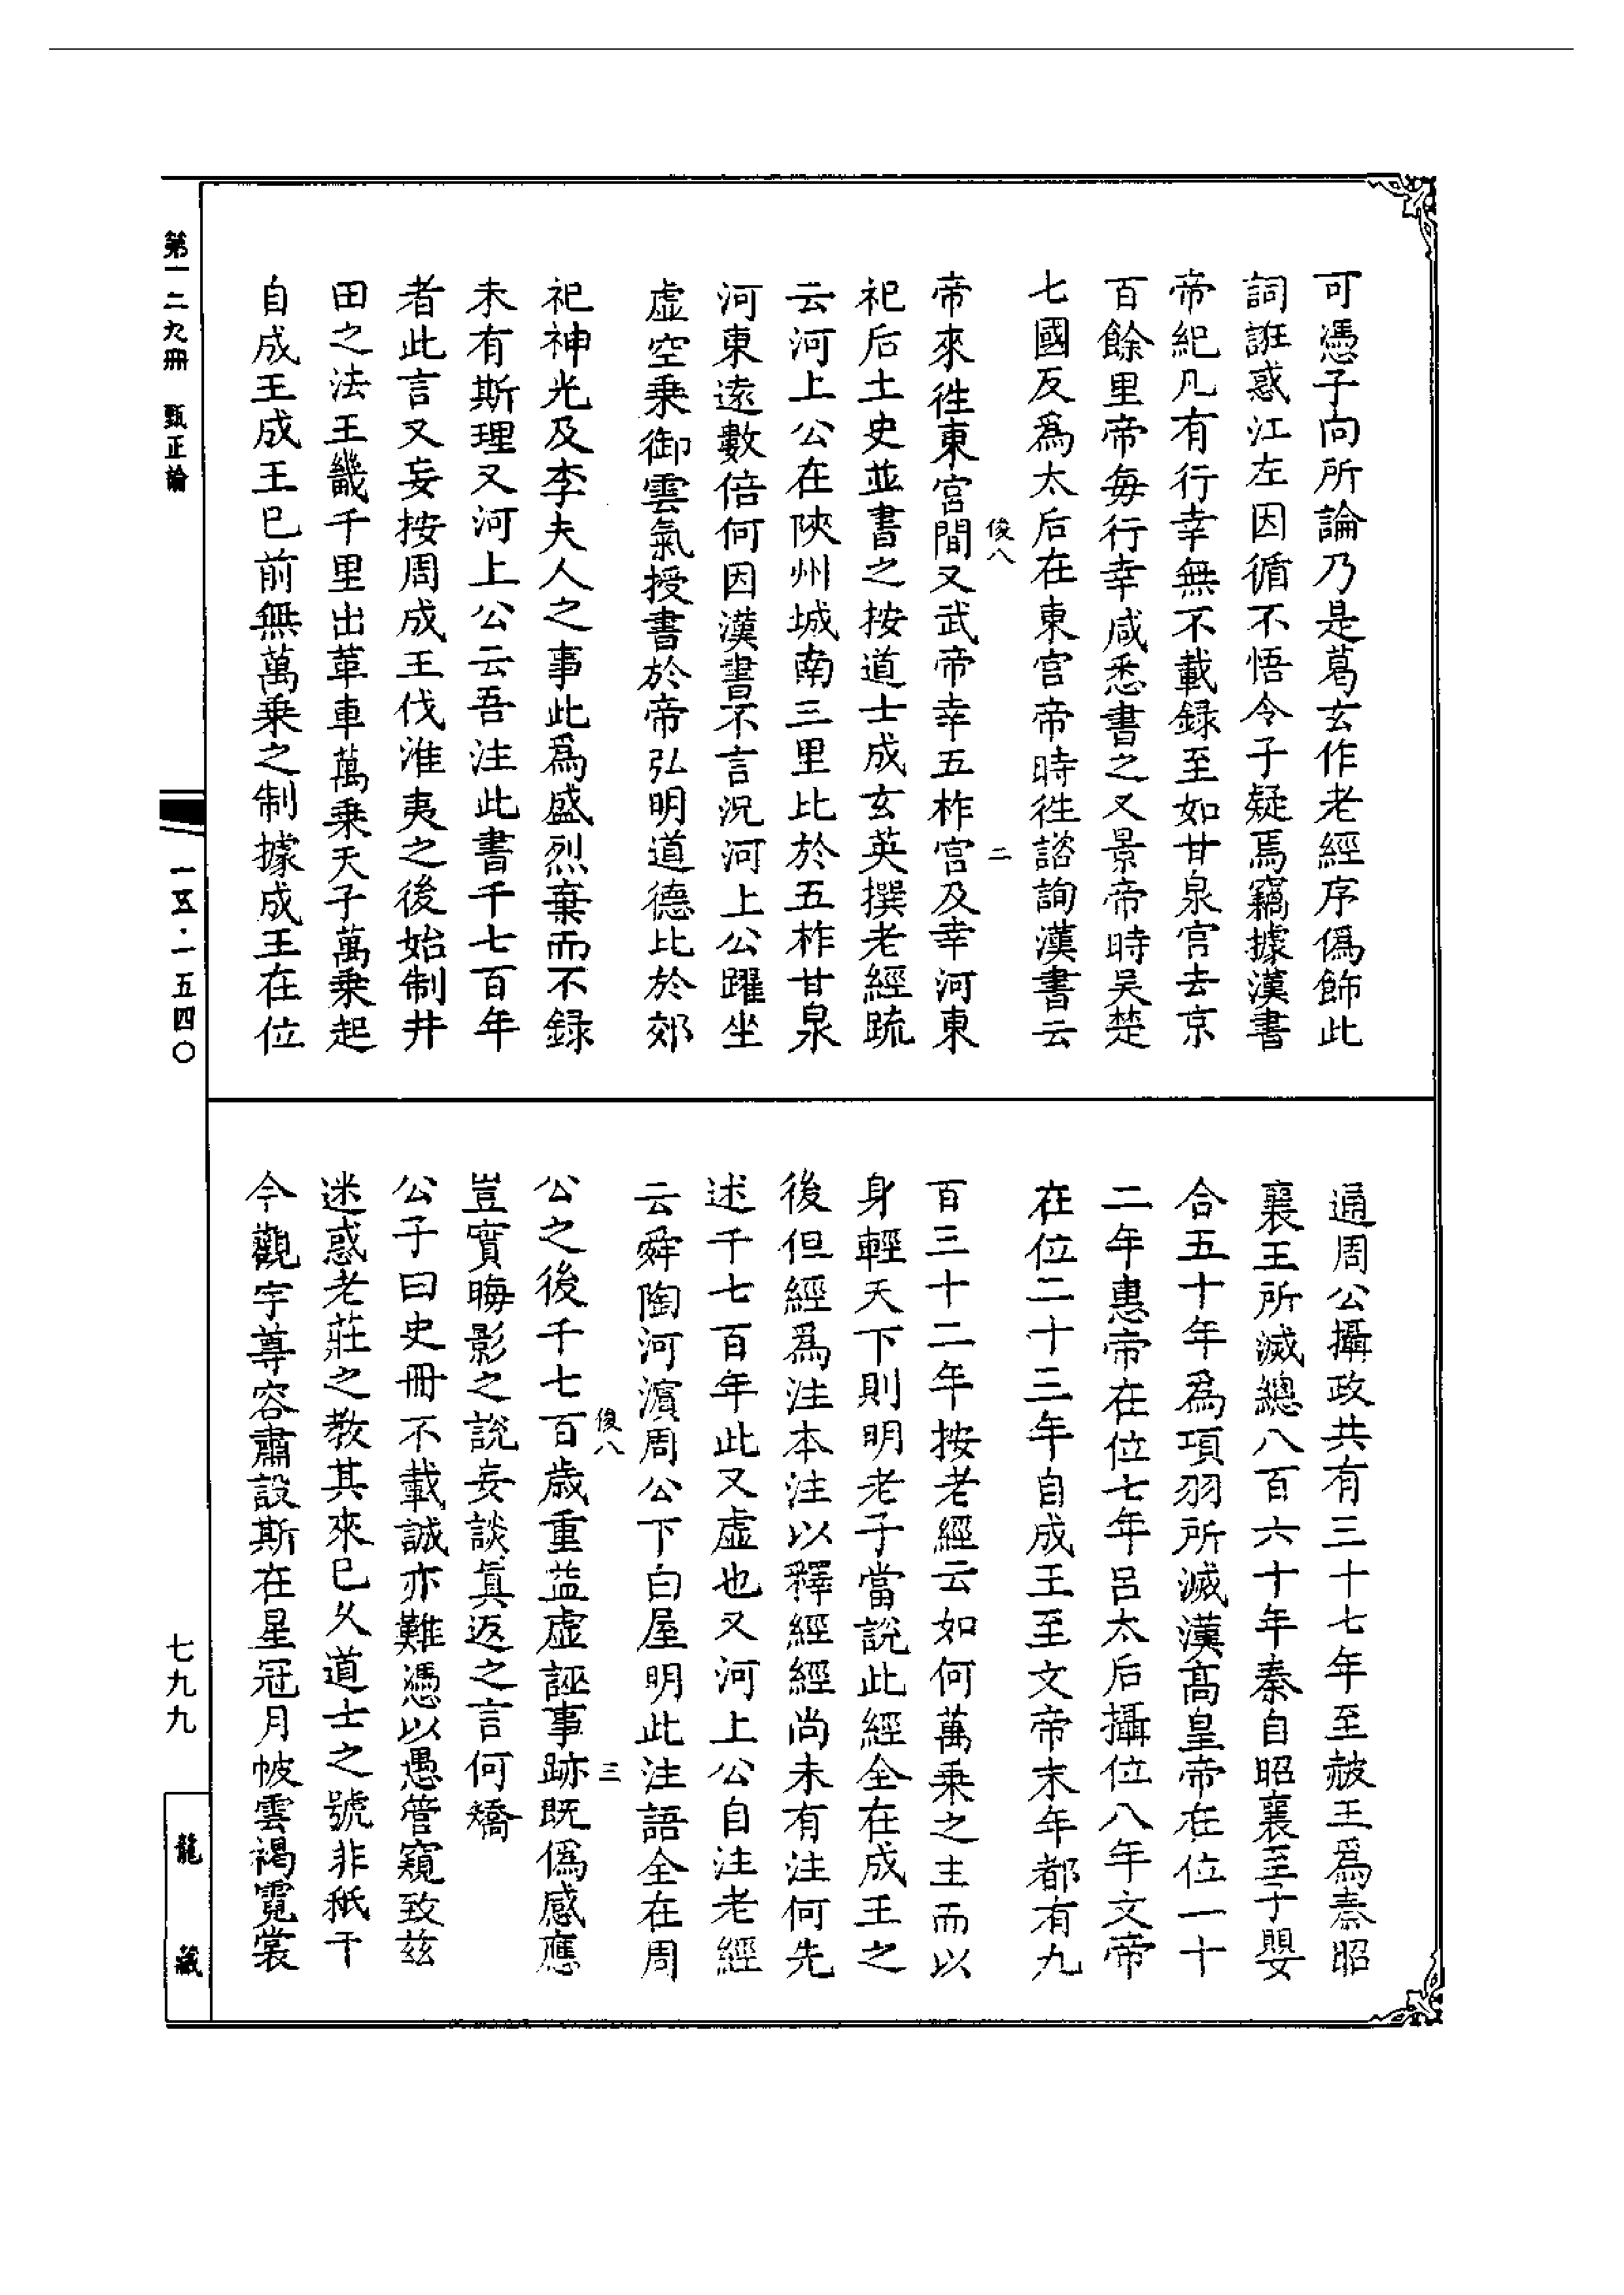 可憑子向所論乃是葛玄作老經序僞飾此
詞誑惑江左因循不悟令子疑焉竊據漢書
帝紀凡有行幸無不載録至如甘泉宫去京
百餘里帝每行幸咸悉書之又景帝時吴楚
七國反爲太后在東宫帝時徃諮詢漢書云
俊八
二
帝來徃東宮間又武帝幸五柞宮及幸河東
祀后土史並書之按道士成玄英撰老經䟽
云河上公在陝州城南三里比於五柞甘泉
河東遠數倍何因漢書不言況河上公躍坐
虛空乗御雲氣授書於帝弘明道德比於郊
祀神光及李夫人之事此爲盛烈棄而不録
未有斯理又河上公云吾注此書千七百年
者此言又妄按周成王伐淮夷之後始制井
田之法王畿千里出革車萬乗天子萬乗起
自成王成王已前無萬乗之制據成王在位
通周公攝政共有三十七年至赧王爲秦昭
襄王所滅總八百六十年秦自昭襄至子嬰
合五十年爲項羽所滅漢髙皇帝在位一十
二年惠帝在位七年吕太后攝位八年文帝
在位二十三年自成王至文帝末年都有九
百三十二年按老經云如何萬乗之主而以
身輕天下則明老子當說此經全在成王之
後但經爲注本注以釋經經尚未有注何先
述千七百年此又虛也又河上公自注老經
云舜陶河濵周公下白屋明此注語全在周
俊八
三
公之後千七百歲重益虛誣事跡既僞感應
豈實晦影之說妄談眞返之言何矯
公子曰史冊不載誠亦難憑以愚管窺致兹
迷惑老莊之教其來已久道士之號非秖于
今觀宇尊容肅設斯在星冠月帔雲褐霓裳
第一二九冊 甄正論
一五·一五四〇
七九九
龍藏